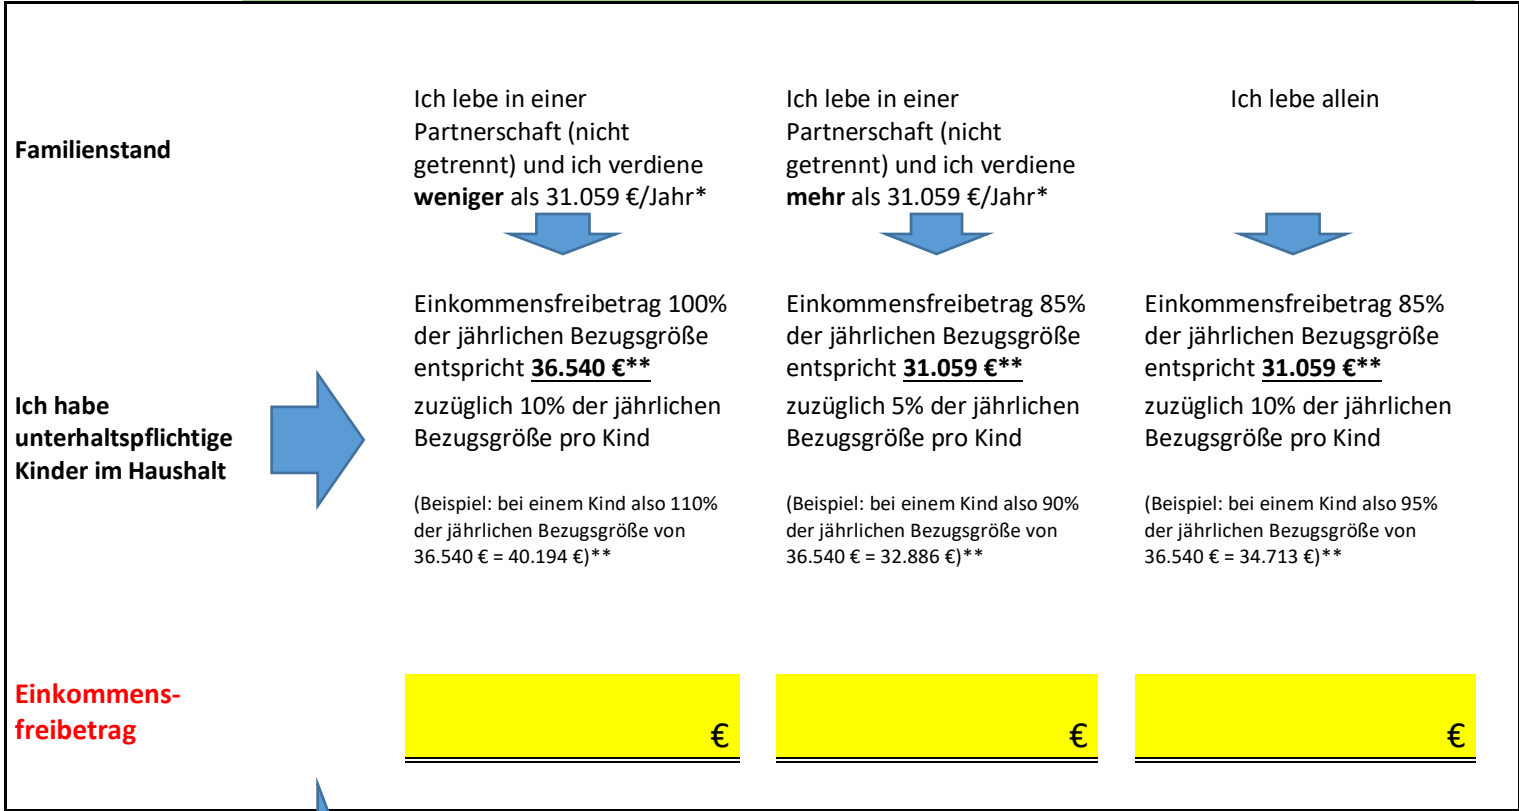 Familienstand
Ich lebe in einer
Partnerschaft (nicht
getrennt) und ich verdiene
weniger als 31.059 €/Jahr*
Ich lebe in einer
Partnerschaft (nicht
getrennt) und ich verdiene
mehr als 31.059 €/Jahr*
Ich lebe allein
Ich habe
unterhaltspflichtige
Kinder im Haushalt
Einkommensfreibetrag 100%
der jährlichen Bezugsgröße
entspricht 36.540 €**
zuzüglich 10% der jährlichen
Bezugsgröße pro Kind
(Beispiel: bei einem Kind also 110%
der jährlichen Bezugsgröße von
36.540 € = 40.194 €)**
Einkommensfreibetrag 85%
der jährlichen Bezugsgröße
entspricht 31.059 €**
zuzüglich 5% der jährlichen
Bezugsgröße pro Kind
(Beispiel: bei einem Kind also 90%
der jährlichen Bezugsgröße von
36.540 € = 32.886 €)**
Einkommensfreibetrag 85%
der jährlichen Bezugsgröße
entspricht 31.059 €**
zuzüglich 10% der jährlichen
Bezugsgröße pro Kind
(Beispiel: bei einem Kind also 95%
der jährlichen Bezugsgröße von
36.540 € = 34.713 €)**
Einkommens-
freibetrag
€
€
€